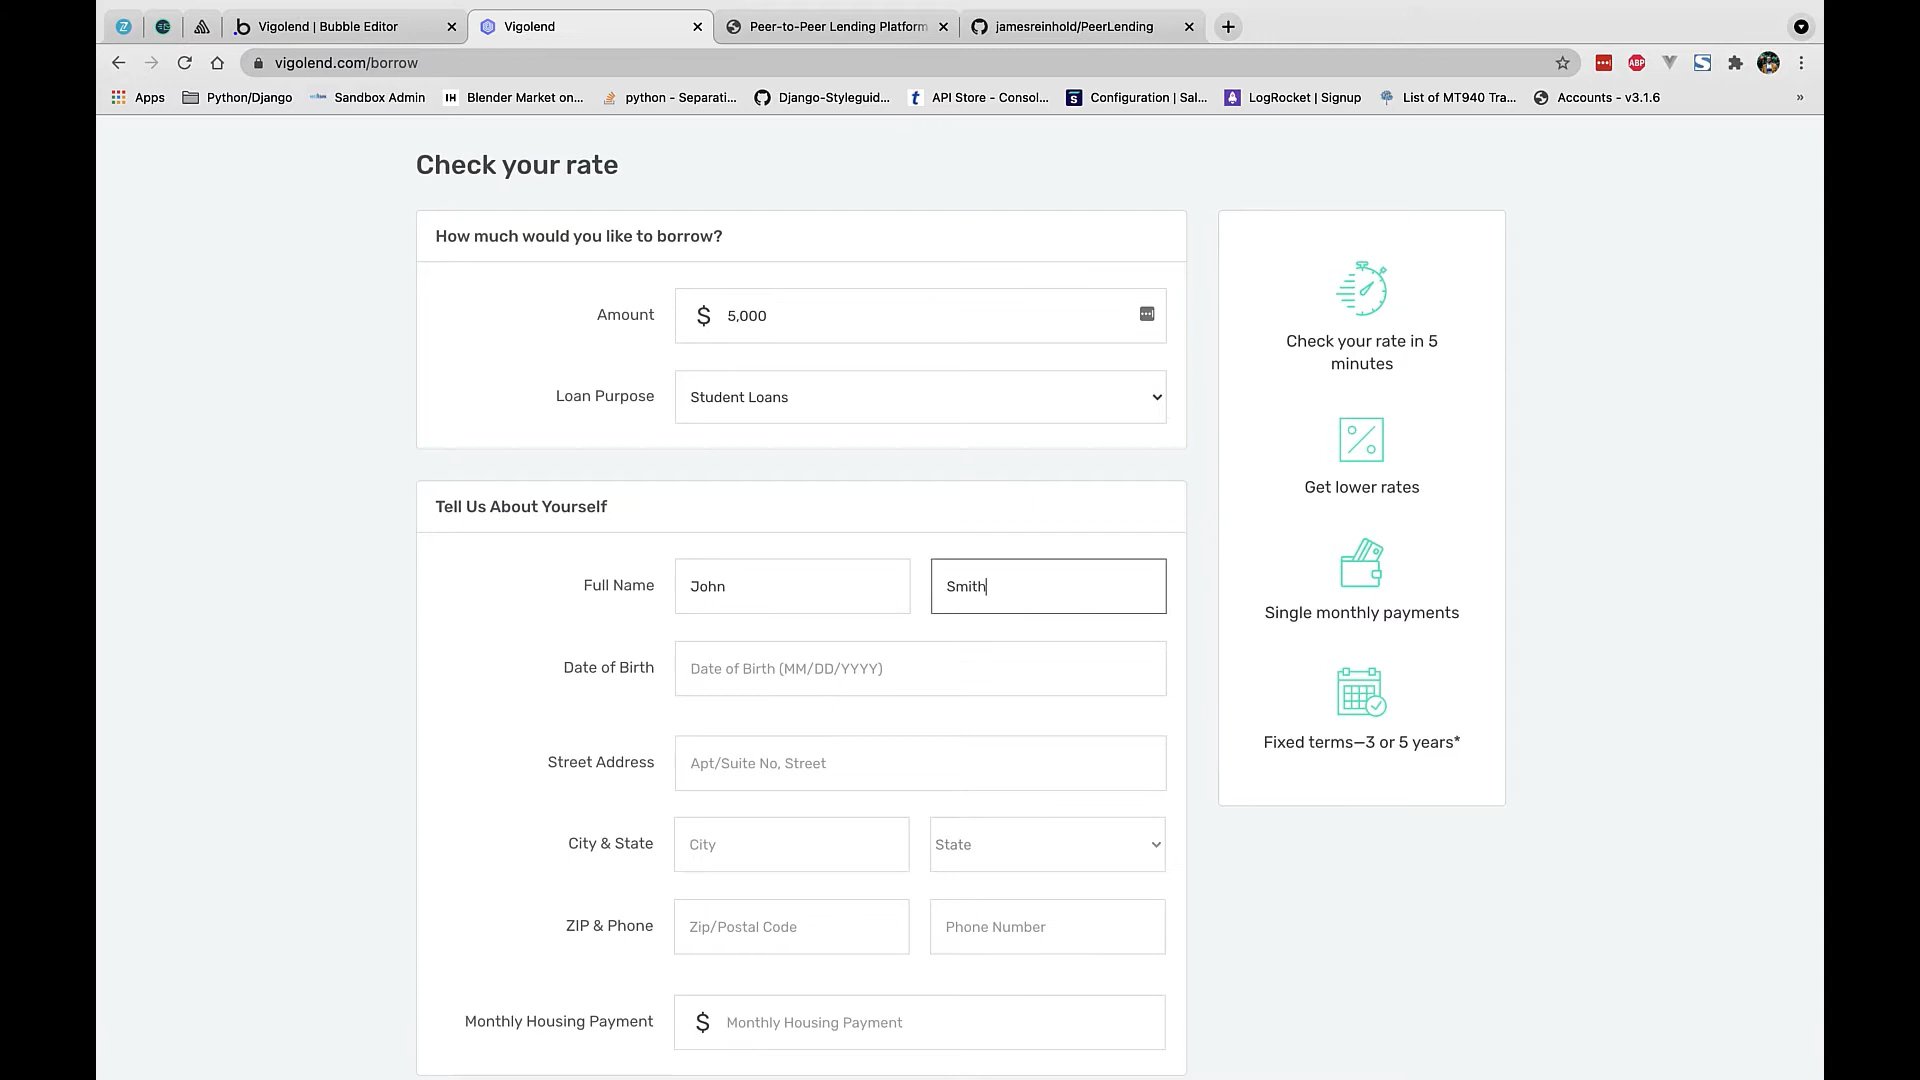 Vigolend | Bubble Editor
Vigolend
Peer-to-Peer Lending Platform
jamesreinhold/PeerLending
vigolend.com/borrow
ABP
Apps
Python/Django
Sandbox Admin
IH
Blender Market on...
python - Separati...
Django-Styleguid...
API Store - Consol...
Configuration | Sal...
LogRocket | Signup
List of MT940 Tra...
Accounts - v3.1.6
»
Check your rate
How much would you like to borrow?
Amount
$ 5,000
Loan Purpose
Student Loans
Tell Us About Yourself
Full Name
John
Smith
Date of Birth
Date of Birth (MM/DD/YYYY)
Street Address
Apt/Suite No, Street
City & State
City
State
ZIP & Phone
Zip/Postal Code
Phone Number
Monthly Housing Payment
$ Monthly Housing Payment
Check your rate in 5
minutes
Get lower rates
Single monthly payments
Fixed terms—3 or 5 years*